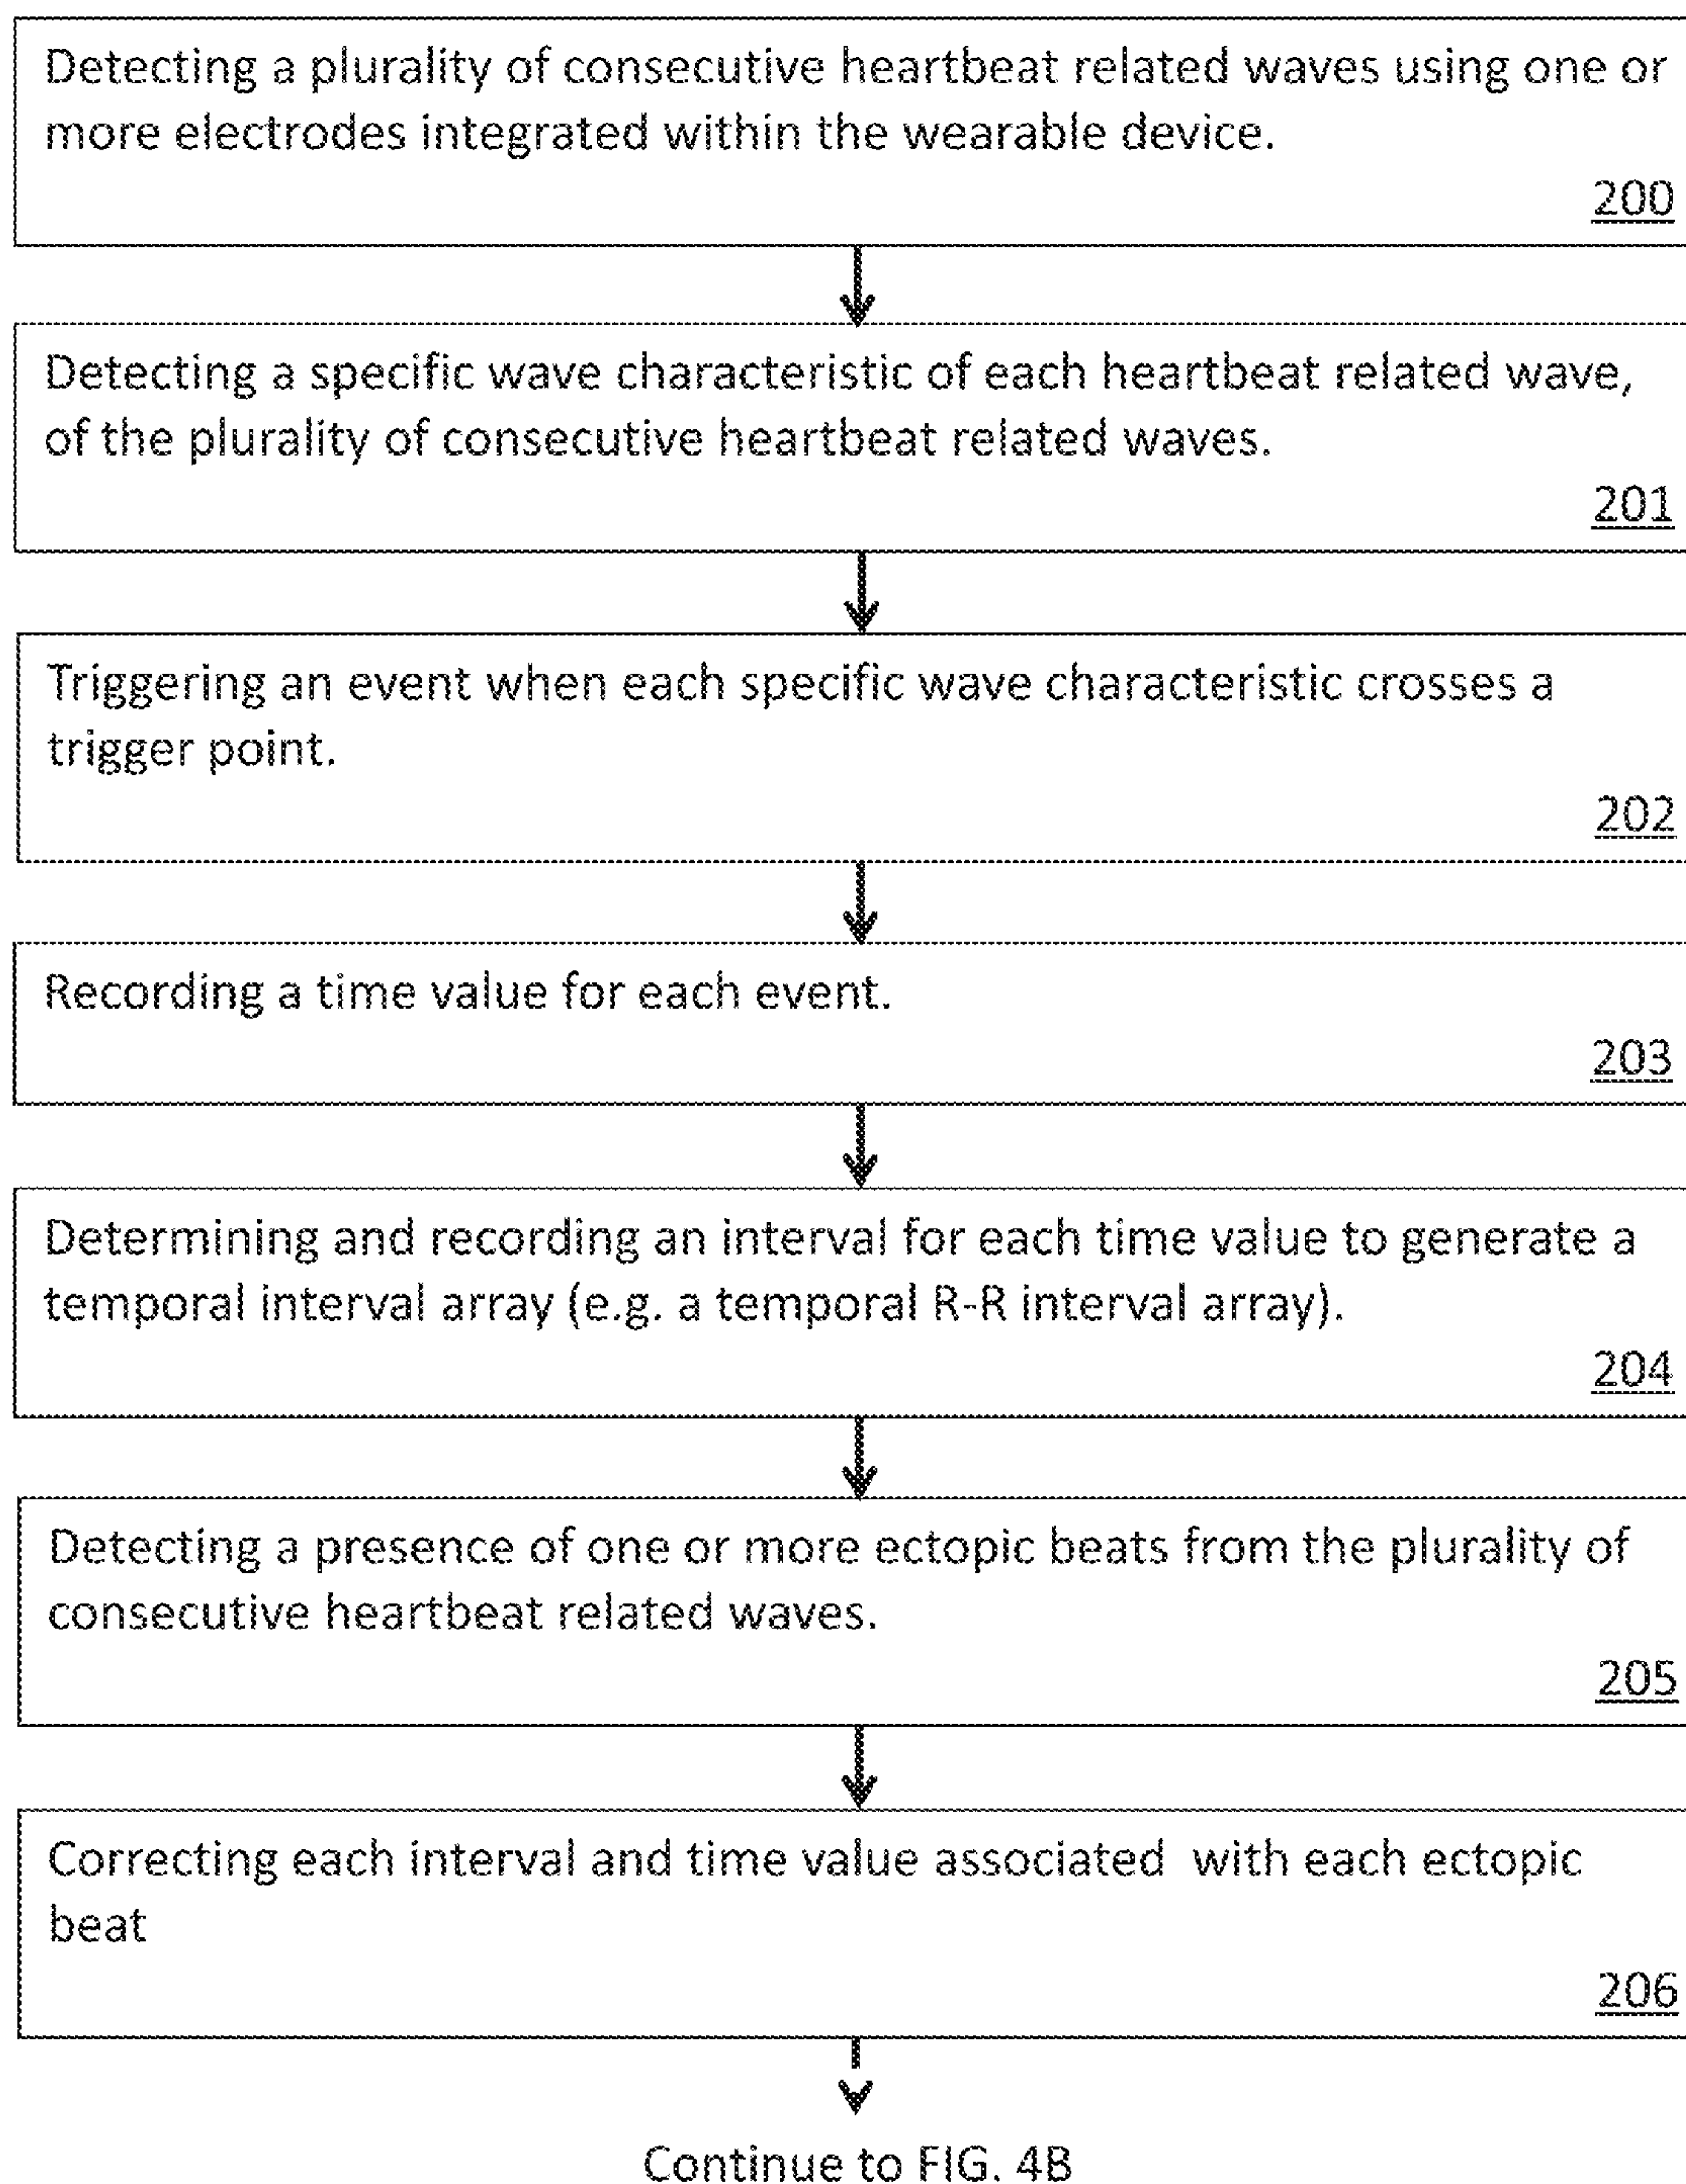 Detecting a plurality of consecutive heartbeat related waves using one or
more electrodes integrated within the wearable device.
200
Detecting a specific wave characteristic of each heartbeat related wave,
of the plurality of consecutive heartbeat related waves.
201
Triggering an event when each specific wave characteristic crosses a
trigger point.
202
Recording a time value for each event.
203
Determining and recording an interval for each time value to generate a
temporal interval array (e.g. a temporal R-R interval array).
204
Detecting a presence of one or more ectopic beats from the plurality of
consecutive heartbeat related waves.
205
Correcting each interval and time value associated  with each ectopic
beat
206
Continue to FIG. 4B